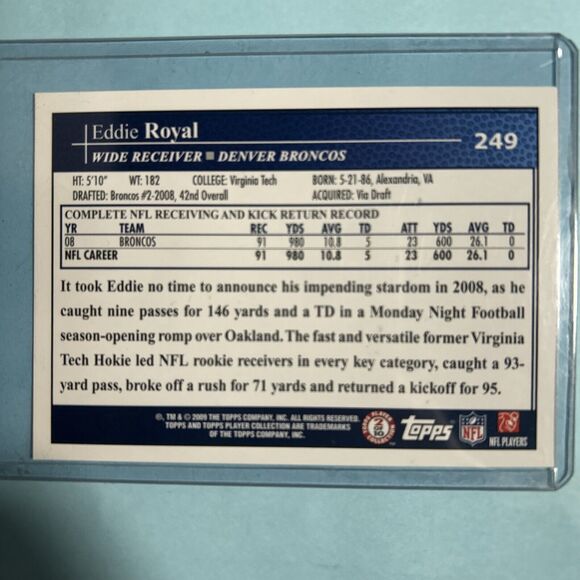 Eddie Royal
249
WIDE RECEIVER ■ DENVER BRONCOS
HT: 5'10" WT: 182 COLLEGE: Virginia Tech BORN: 5-21-86, Alexandria, VA
DRAFTED: Broncos #2-2008, 42nd Overall ACQUIRED: Via Draft
COMPLETE NFL RECEIVING AND KICK RETURN RECORD
YR TEAM REC YDS AVG TD ATT YDS AVG TD
08 BRONCOS 91 980 10.8 5 23 600 26.1 0
NFL CAREER 91 980 10.8 5 23 600 26.1 0
It took Eddie no time to announce his impending stardom in 2008, as he
caught nine passes for 146 yards and a TD in a Monday Night Football
season-opening romp over Oakland. The fast and versatile former Virginia
Tech Hokie led NFL rookie receivers in every key category, caught a 93-
yard pass, broke off a rush for 71 yards and returned a kickoff for 95.
®, TM & © 2009 THE TOPPS COMPANY, INC. ALL RIGHTS RESERVED.
TOPPS AND TOPPS PLAYER COLLECTION ARE TRADEMARKS
OF THE TOPPS COMPANY, INC.
topps
NFL
NFL PLAYERS